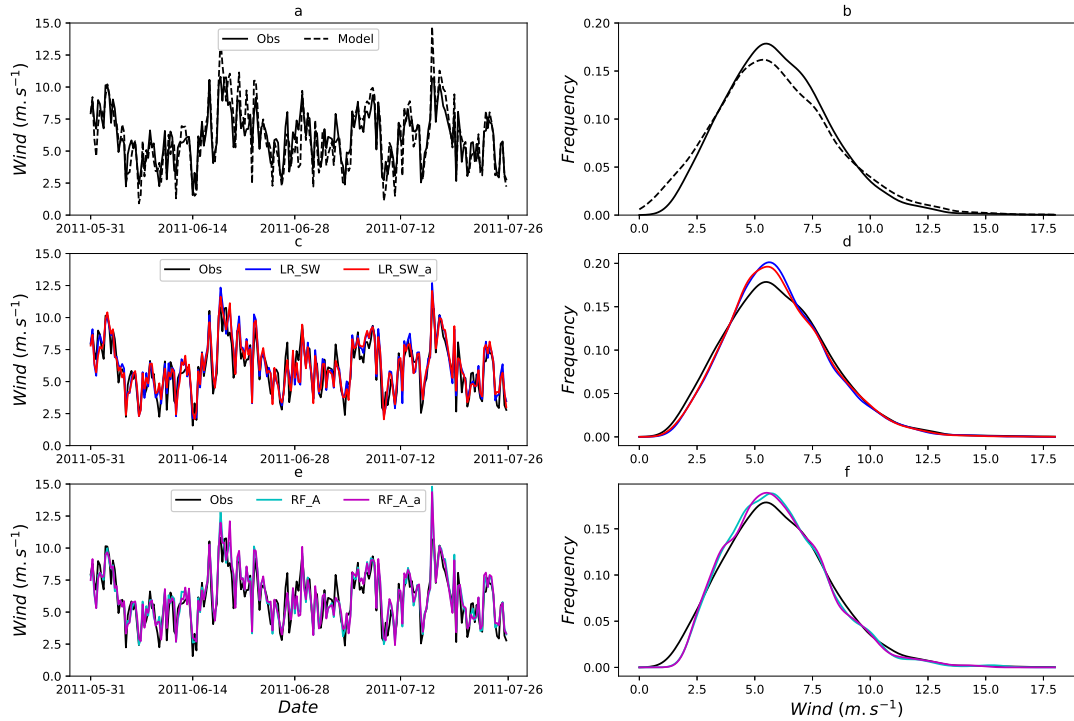 a
15.0
12.5
10.0
7.5
5.0
2.5
0.0
Wind (m. s⁻¹)
Obs Model
2011-05-31 2011-06-14 2011-06-28 2011-07-12 2011-07-26
b
0.20
0.15
0.10
0.05
0.00
Frequency
0.0 2.5 5.0 7.5 10.0 12.5 15.0 17.5
c
15.0
12.5
10.0
7.5
5.0
2.5
0.0
Wind (m. s⁻¹)
Obs LR_SW LR_SW_a
2011-05-31 2011-06-14 2011-06-28 2011-07-12 2011-07-26
d
0.20
0.15
0.10
0.05
0.00
Frequency
0.0 2.5 5.0 7.5 10.0 12.5 15.0 17.5
e
15.0
12.5
10.0
7.5
5.0
2.5
0.0
Wind (m. s⁻¹)
Obs RF_A RF_A_a
2011-05-31 2011-06-14 2011-06-28 2011-07-12 2011-07-26
Date
f
0.15
0.10
0.05
0.00
Frequency
0.0 2.5 5.0 7.5 10.0 12.5 15.0 17.5
Wind (m. s⁻¹)